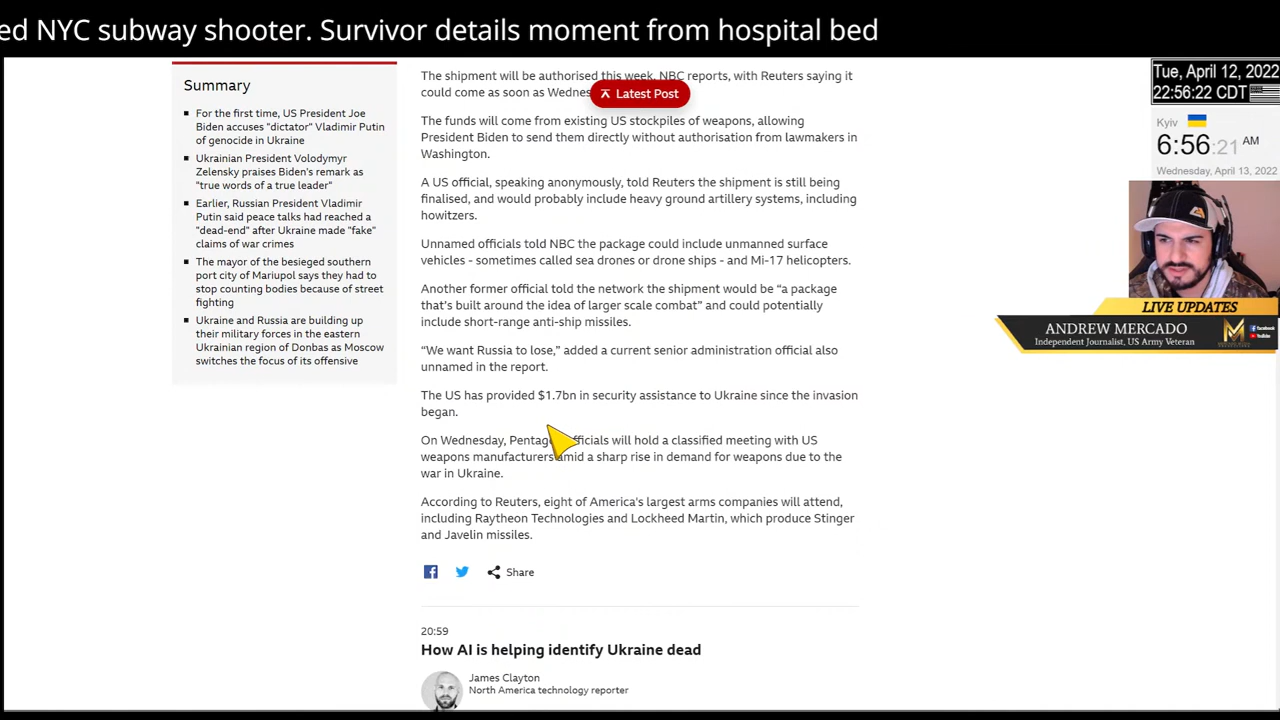 ed NYC subway shooter. Survivor details moment from hospital bed
Summary
For the first time, US President Joe
Biden accuses "dictator" Vladimir Putin
of genocide in Ukraine
Ukrainian President Volodymyr
Zelensky praises Biden's remark as
"true words of a true leader"
Earlier, Russian President Vladimir
Putin said peace talks had reached a
"dead-end" after Ukraine made "fake"
claims of war crimes
The mayor of the besieged southern
port city of Mariupol says they had to
stop counting bodies because of street
fighting
Ukraine and Russia are building up
their military forces in the eastern
Ukrainian region of Donbas as Moscow
switches the focus of its offensive
The shipment will be authorised this week, NBC reports, with Reuters saying it
could come as soon as Wednes
Latest Post
The funds will come from existing US stockpiles of weapons, allowing
President Biden to send them directly without authorisation from lawmakers in
Washington.
A US official, speaking anonymously, told Reuters the shipment is still being
finalised, and would probably include heavy ground artillery systems, including
howitzers.
Unnamed officials told NBC the package could include unmanned surface
vehicles - sometimes called sea drones or drone ships - and Mi-17 helicopters.
Another former official told the network the shipment would be “a package
that's built around the idea of larger scale combat” and could potentially
include short-range anti-ship missiles.
“We want Russia to lose,” added a current senior administration official also
unnamed in the report.
The US has provided $1.7bn in security assistance to Ukraine since the invasion
began.
On Wednesday, Pentag fficials will hold a classified meeting with US
weapons manufacturers amid a sharp rise in demand for weapons due to the
war in Ukraine.
According to Reuters, eight of America's largest arms companies will attend,
including Raytheon Technologies and Lockheed Martin, which produce Stinger
and Javelin missiles.
Share
20:59
How AI is helping identify Ukraine dead
James Clayton
North America technology reporter
Tue, April 12, 2022
22:56:22 CDT
Kyiv
6:56:21 AM
Wednesday, April 13, 2022
LIVE UPDATES
ANDREW MERCADO
Independent Journalist, US Army Veteran